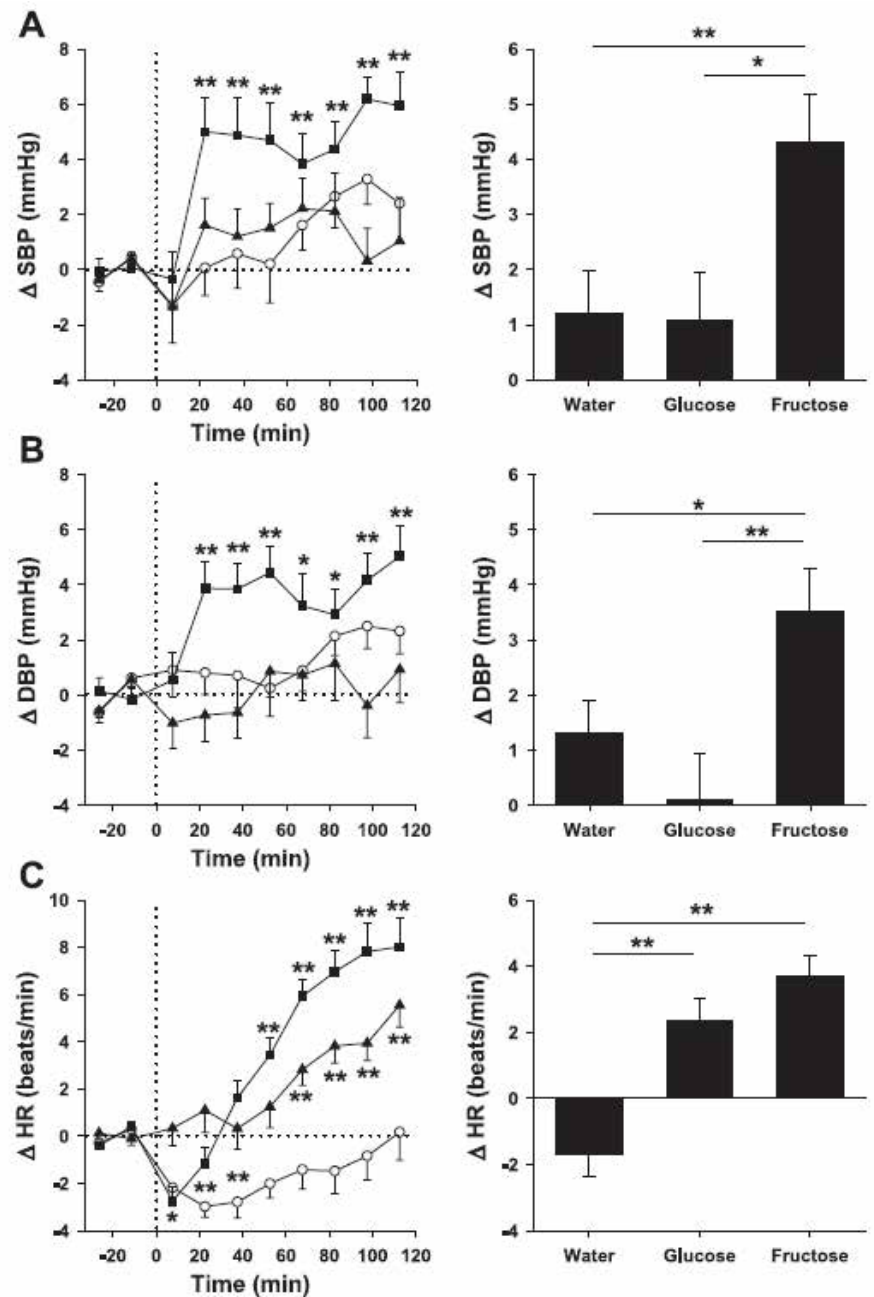 A
Δ SBP (mmHg)
8
6
4
2
0
-2
-4
** ** ** ** ** ** **
-20 0 20 40 60 80 100 120
Time (min)
Δ SBP (mmHg)
6
5
4
3
2
1
0
**
*
Water Glucose Fructose
B
Δ DBP (mmHg)
8
6
4
2
0
-2
-4
** ** ** * * ** **
-20 0 20 40 60 80 100 120
Time (min)
Δ DBP (mmHg)
6
5
4
3
2
1
0
*
**
Water Glucose Fructose
C
Δ HR (beats/min)
10
8
6
4
2
0
-2
-4
** ** ** ** **
** ** ** **
* ** **
-20 0 20 40 60 80 100 120
Time (min)
Δ HR (beats/min)
6
4
2
0
-2
-4
**
**
Water Glucose Fructose